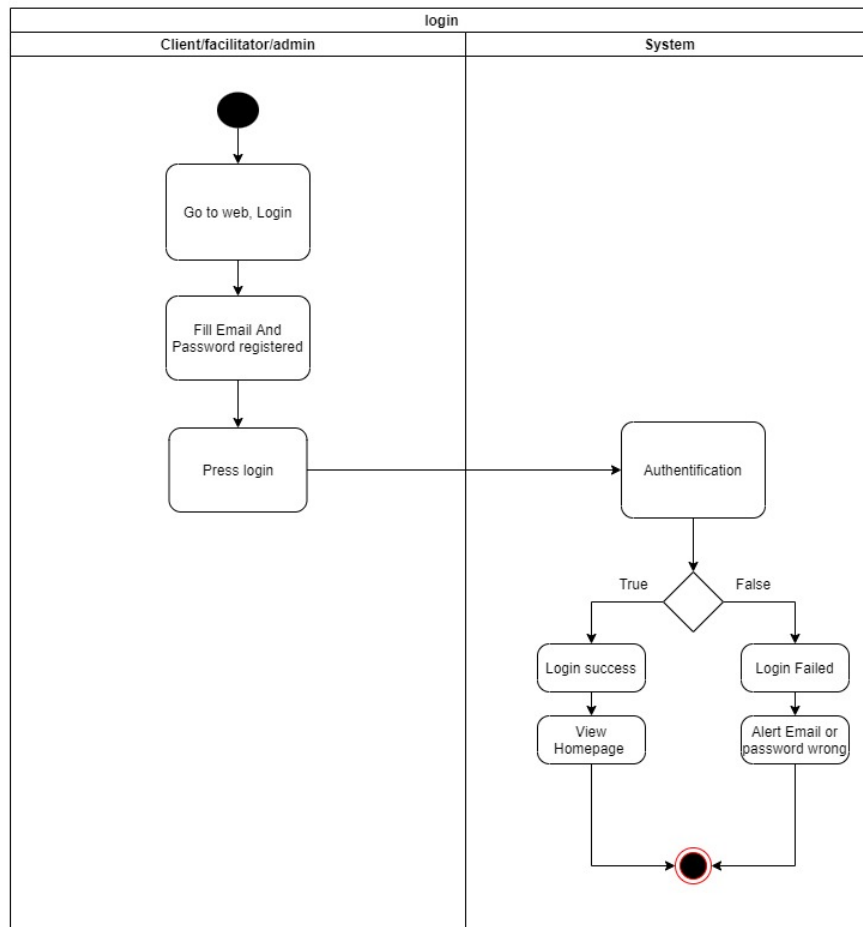 login
Client/facilitator/admin
System
Go to web, Login
Fill Email And
Password registered
Press login
Authentification
True
False
Login success
Login Failed
View
Homepage
Alert Email or
password wrong